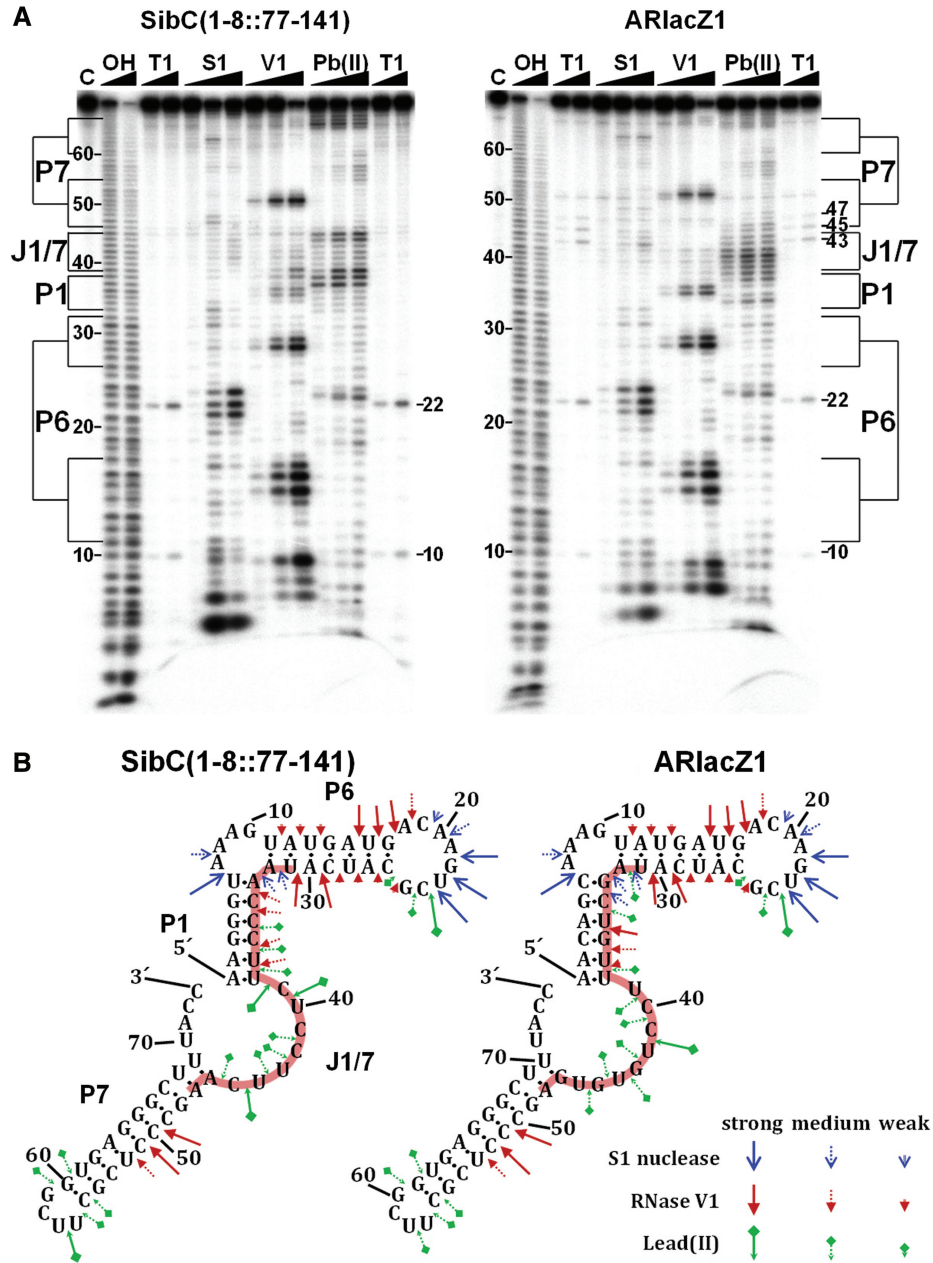 A
SibC(1-8::77-141)
ARlacZ1
C OH T1 S1 V1 Pb(II) T1
C OH T1 S1 V1 Pb(II) T1
P7
J1/7
P1
P6
60-
50-
40-
30-
20-
10-
-22
-10
60-
50-
40-
30-
20-
10-
47
45
43
-22
-10
P7
J1/7
P1
P6
B
SibC(1-8::77-141)
ARlacZ1
P6
10
20
30
P1
5´
3´
40
J1/7
70
P7
50
60
10
20
30
5´
3´
40
70
50
60
strong medium weak
S1 nuclease
RNase V1
Lead(II)